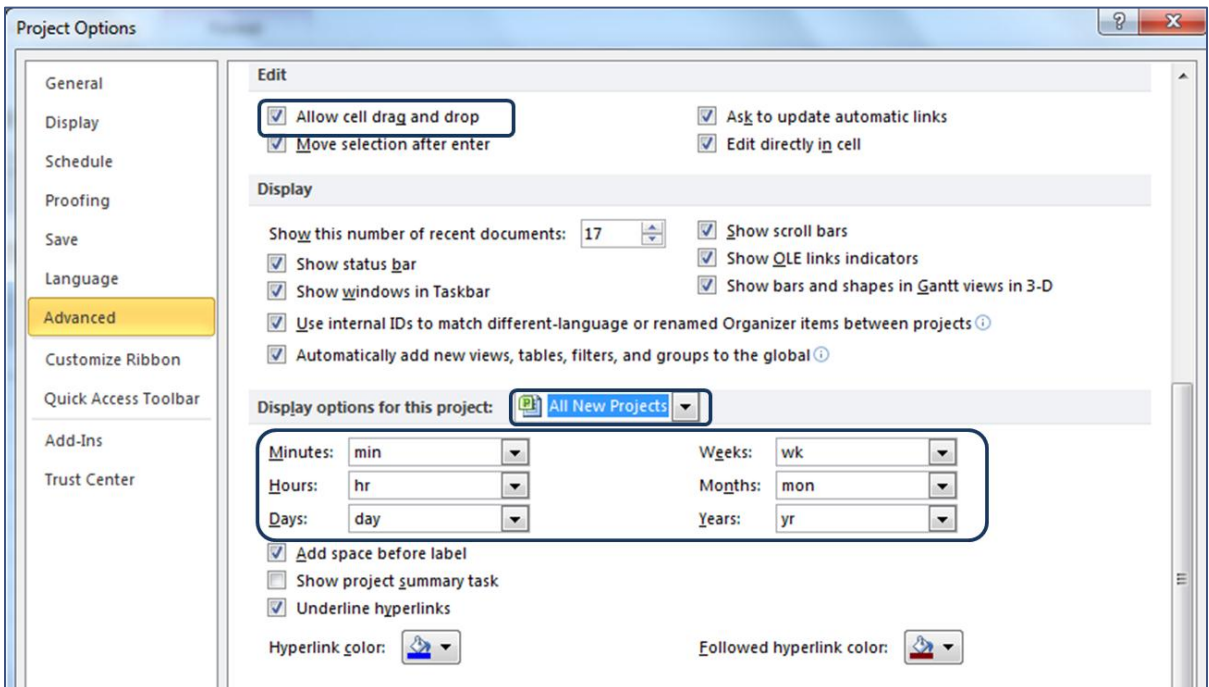 Project Options
General
Display
Schedule
Proofing
Save
Language
Advanced
Customize Ribbon
Quick Access Toolbar
Add-Ins
Trust Center
Edit
Allow cell drag and drop
Move selection after enter
Ask to update automatic links
Edit directly in cell
Display
Show this number of recent documents: 17
Show status bar
Show windows in Taskbar
Show scroll bars
Show OLE links indicators
Show bars and shapes in Gantt views in 3-D
Use internal IDs to match different-language or renamed Organizer items between projects
Automatically add new views, tables, filters, and groups to the global
Display options for this project: All New Projects
Minutes: min
Hours: hr
Days: day
Weeks: wk
Months: mon
Years: yr
Add space before label
Show project summary task
Underline hyperlinks
Hyperlink color:
Followed hyperlink color: